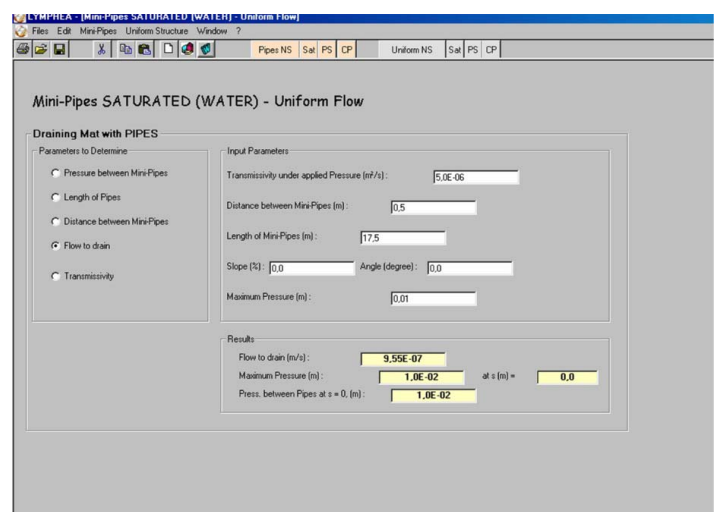 LYMPHEA - [Mini-Pipes SATURATED (WATER) - Uniform Flow]
Files Edit Mini-Pipes Uniform Structure Window ?
Pipes NS Sat PS CP Uniform NS Sat PS CP
Mini-Pipes SATURATED (WATER) - Uniform Flow
Draining Mat with PIPES
Parameters to Determine
Pressure between Mini-Pipes
Length of Pipes
Distance between Mini-Pipes
Flow to drain
Transmissivity
Input Parameters
Transmissivity under applied Pressure (m²/s) : 5,0E-06
Distance between Mini-Pipes (m) : 0,5
Length of Mini-Pipes (m) : 17,5
Slope (%) : 0,0 Angle (degree) : 0,0
Maximum Pressure (m) : 0,01
Results
Flow to drain (m/s) : 9,55E-07
Maximum Pressure (m) : 1,0E-02 at s (m) = 0,0
Press. between Pipes at s = 0, (m) : 1,0E-02